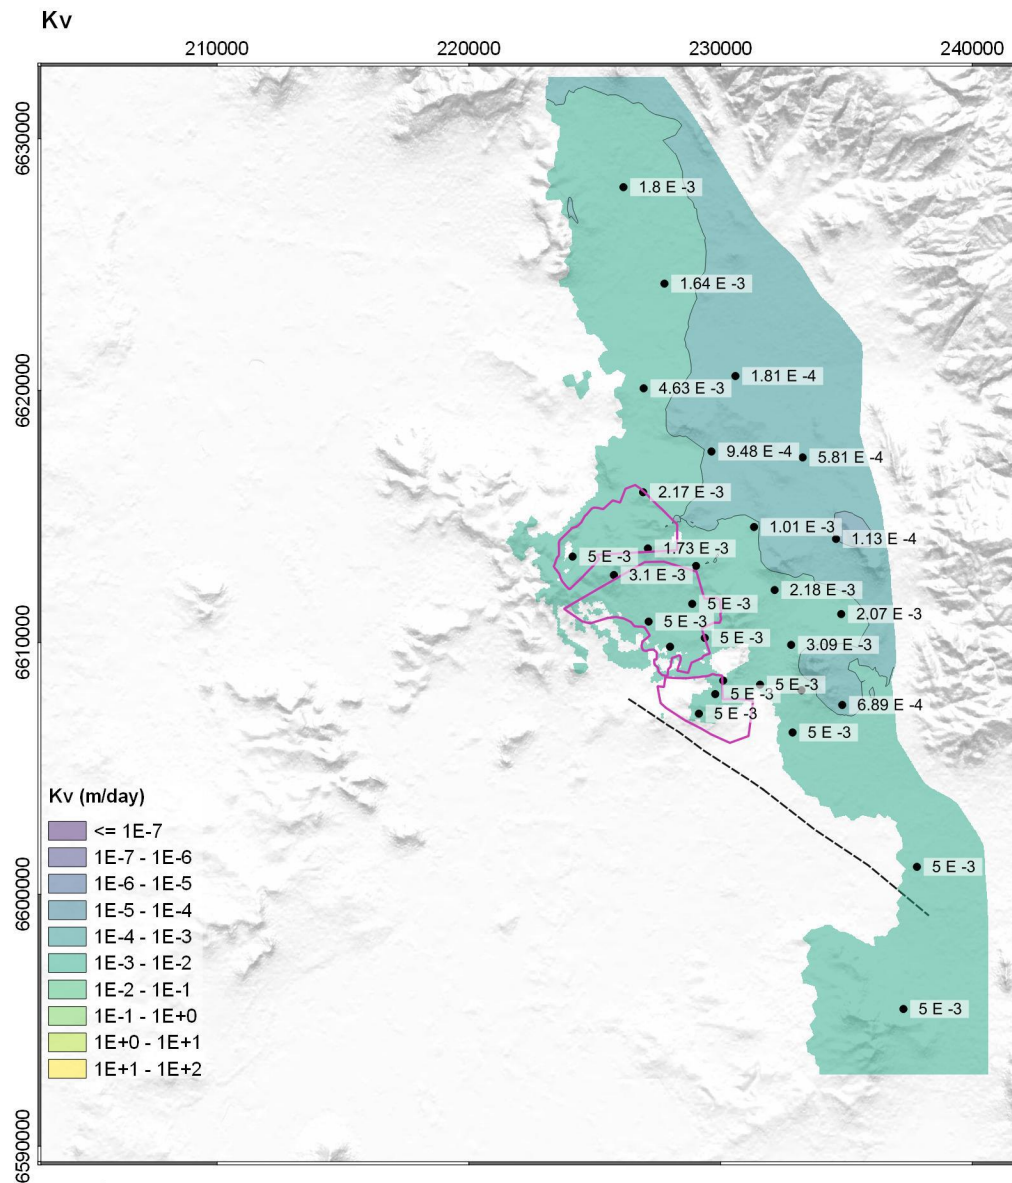 Kv
210000 220000 230000 240000
6630000
1.8 E -3
1.64 E -3
1.81 E -4
6620000
4.63 E -3
9.48 E -4
5.81 E -4
2.17 E -3
1.01 E -3
1.13 E -4
1.73 E -3
5 E -3
3.1 E -3
2.18 E -3
5 E -3
2.07 E -3
5 E -3
6610000
5 E -3
3.09 E -3
5 E -3
5 E -3
6.89 E -4
5 E -3
5 E -3
Kv (m/day)
<= 1E-7
1E-7 - 1E-6
1E-6 - 1E-5
1E-5 - 1E-4
1E-4 - 1E-3
1E-3 - 1E-2
1E-2 - 1E-1
1E-1 - 1E+0
1E+0 - 1E+1
1E+1 - 1E+2
5 E -3
6600000
5 E -3
6590000